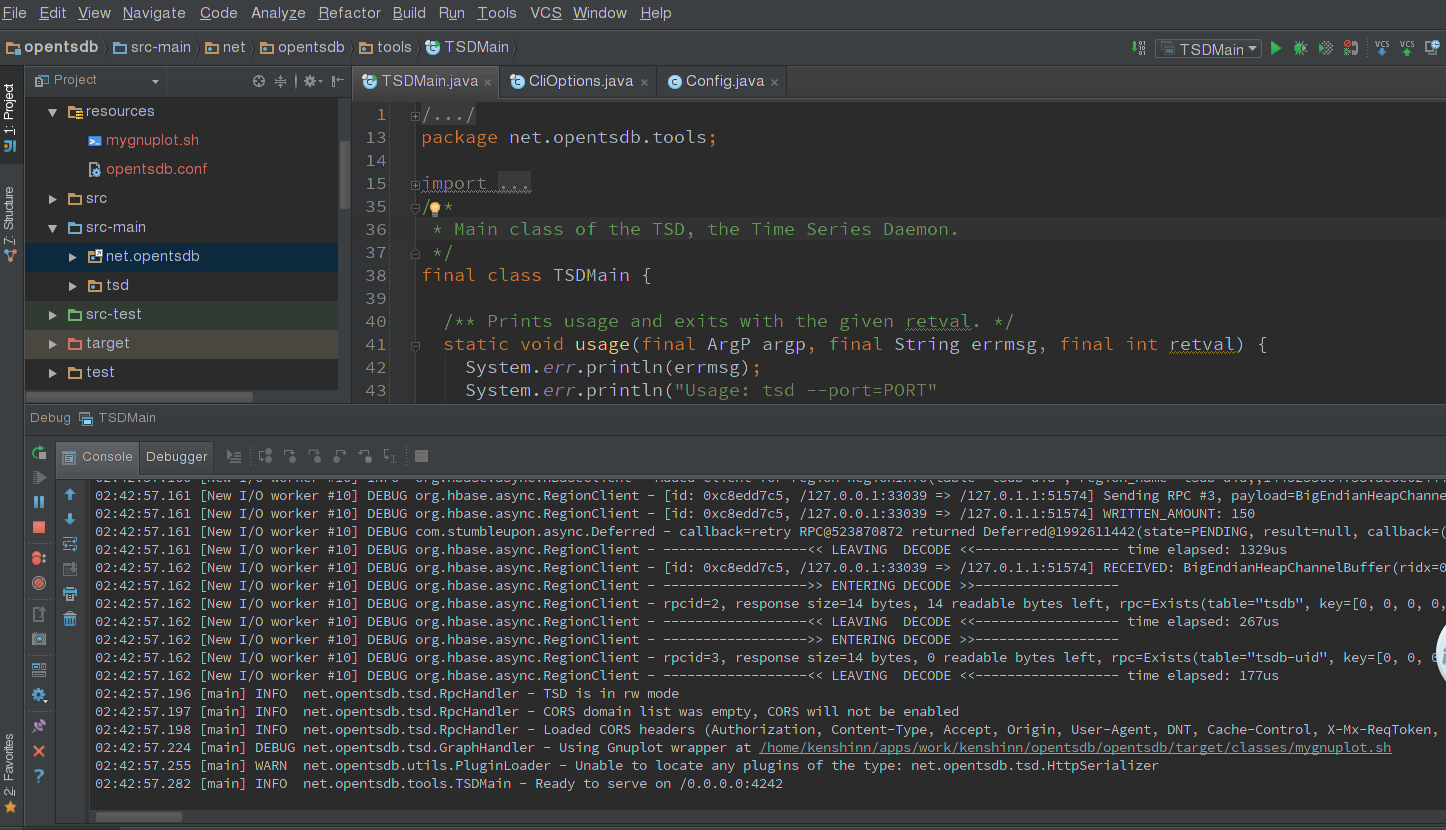 File Edit View Navigate Code Analyze Refactor Build Run Tools VCS Window Help
opentsdb src-main net opentsdb tools TSDMain
TSDMain VCS VCS
Project
TSDMain.java CliOptions.java Config.java
1: Project
7: Structure
2: Favorites
resources
mygnuplot.sh
opentsdb.conf
src
src-main
net.opentsdb
tsd
src-test
target
test
1 /.../
13 package net.opentsdb.tools;
14
15 import ...
35 /**
36 * Main class of the TSD, the Time Series Daemon.
37 */
38 final class TSDMain {
39
40 /** Prints usage and exits with the given retval. */
41 static void usage(final ArgP argp, final String errmsg, final int retval) {
42 System.err.println(errmsg);
43 System.err.println("Usage: tsd --port=PORT"
Debug TSDMain
Console Debugger
02:42:57.161 [New I/O worker #10] DEBUG org.hbase.async.RegionClient - [id: 0xc8edd7c5, /127.0.0.1:33039 => /127.0.1.1:51574] Sending RPC #3, payload=BigEndianHeapChannel
02:42:57.161 [New I/O worker #10] DEBUG org.hbase.async.RegionClient - [id: 0xc8edd7c5, /127.0.0.1:33039 => /127.0.1.1:51574] WRITTEN_AMOUNT: 150
02:42:57.161 [New I/O worker #10] DEBUG com.stumbleupon.async.Deferred - callback=retry RPC@523870872 returned Deferred@1992611442(state=PENDING, result=null, callback=(
02:42:57.161 [New I/O worker #10] DEBUG org.hbase.async.RegionClient - ------------------<< LEAVING  DECODE <<------------------ time elapsed: 1329us
02:42:57.162 [New I/O worker #10] DEBUG org.hbase.async.RegionClient - [id: 0xc8edd7c5, /127.0.0.1:33039 => /127.0.1.1:51574] RECEIVED: BigEndianHeapChannelBuffer(ridx=0
02:42:57.162 [New I/O worker #10] DEBUG org.hbase.async.RegionClient - ------------------>> ENTERING DECODE >>------------------
02:42:57.162 [New I/O worker #10] DEBUG org.hbase.async.RegionClient - rpcid=2, response size=14 bytes, 14 readable bytes left, rpc=Exists(table="tsdb", key=[0, 0, 0, 0,
02:42:57.162 [New I/O worker #10] DEBUG org.hbase.async.RegionClient - ------------------<< LEAVING  DECODE <<------------------ time elapsed: 267us
02:42:57.162 [New I/O worker #10] DEBUG org.hbase.async.RegionClient - ------------------>> ENTERING DECODE >>------------------
02:42:57.162 [New I/O worker #10] DEBUG org.hbase.async.RegionClient - rpcid=3, response size=14 bytes, 0 readable bytes left, rpc=Exists(table="tsdb-uid", key=[0, 0, 0
02:42:57.162 [New I/O worker #10] DEBUG org.hbase.async.RegionClient - ------------------<< LEAVING  DECODE <<------------------ time elapsed: 177us
02:42:57.196 [main] INFO  net.opentsdb.tsd.RpcHandler - TSD is in rw mode
02:42:57.197 [main] INFO  net.opentsdb.tsd.RpcHandler - CORS domain list was empty, CORS will not be enabled
02:42:57.198 [main] INFO  net.opentsdb.tsd.RpcHandler - Loaded CORS headers (Authorization, Content-Type, Accept, Origin, User-Agent, DNT, Cache-Control, X-Mx-ReqToken,
02:42:57.224 [main] DEBUG net.opentsdb.tsd.GraphHandler - Using Gnuplot wrapper at /home/kenshinn/apps/work/kenshinn/opentsdb/opentsdb/target/classes/mygnuplot.sh
02:42:57.255 [main] WARN  net.opentsdb.utils.PluginLoader - Unable to locate any plugins of the type: net.opentsdb.tsd.HttpSerializer
02:42:57.282 [main] INFO  net.opentsdb.tools.TSDMain - Ready to serve on /0.0.0.0:4242